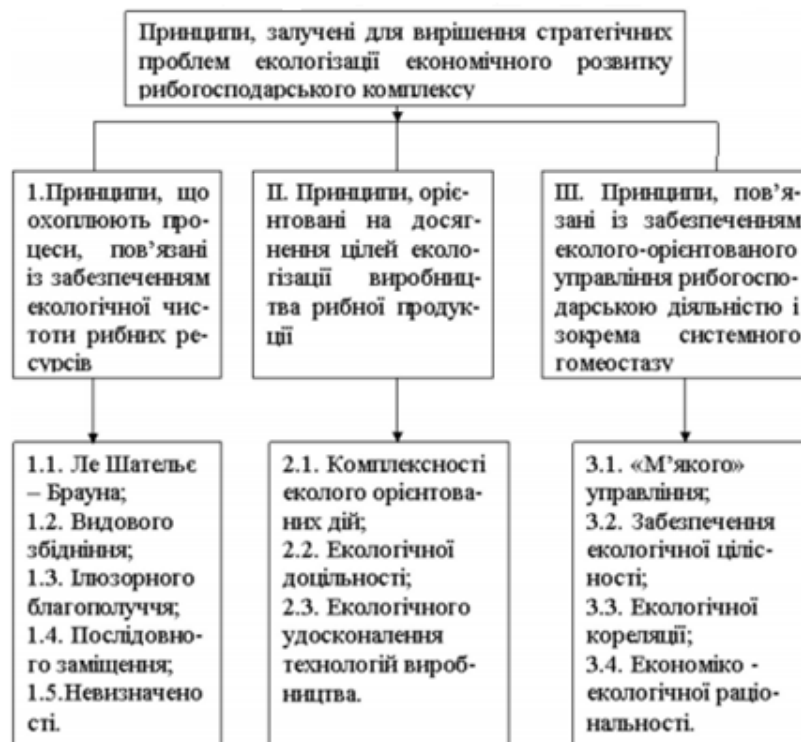 Принципи, залучені для вирішення стратегічних
проблем екологізації економічного розвитку
рибогосподарського комплексу
1.Принципи, що
охоплюють про-
цеси, пов’язані
із забезпеченням
екологічної чис-
тоти рибних ре-
сурсів
II. Принципи, оріє-
нтовані на досяг-
нення цілей еколо-
гізації виробниц-
тва рибної продук-
ції
III. Принципи, пов’я-
зані із забезпеченням
еколого-орієнтованого
управління рибогоспо-
дарською діяльністю і
зокрема системного
гомеостазу
1.1. Ле Шательє
– Брауна;
1.2. Видового
збідніння;
1.3. Ілюзорного
благополуччя;
1.4. Послідовно-
го заміщення;
1.5.Невизначено
сті.
2.1. Комплексності
еколого орієнтова-
них дій;
2.2. Екологічної
доцільності;
2.3. Екологічного
удосконалення
технологій вироб-
ництва.
3.1. «М’якого»
управління;
3.2. Забезпечення
екологічної ціліс-
ності;
3.3. Екологічної
кореляції;
3.4. Економіко -
екологічної раціо-
нальності.